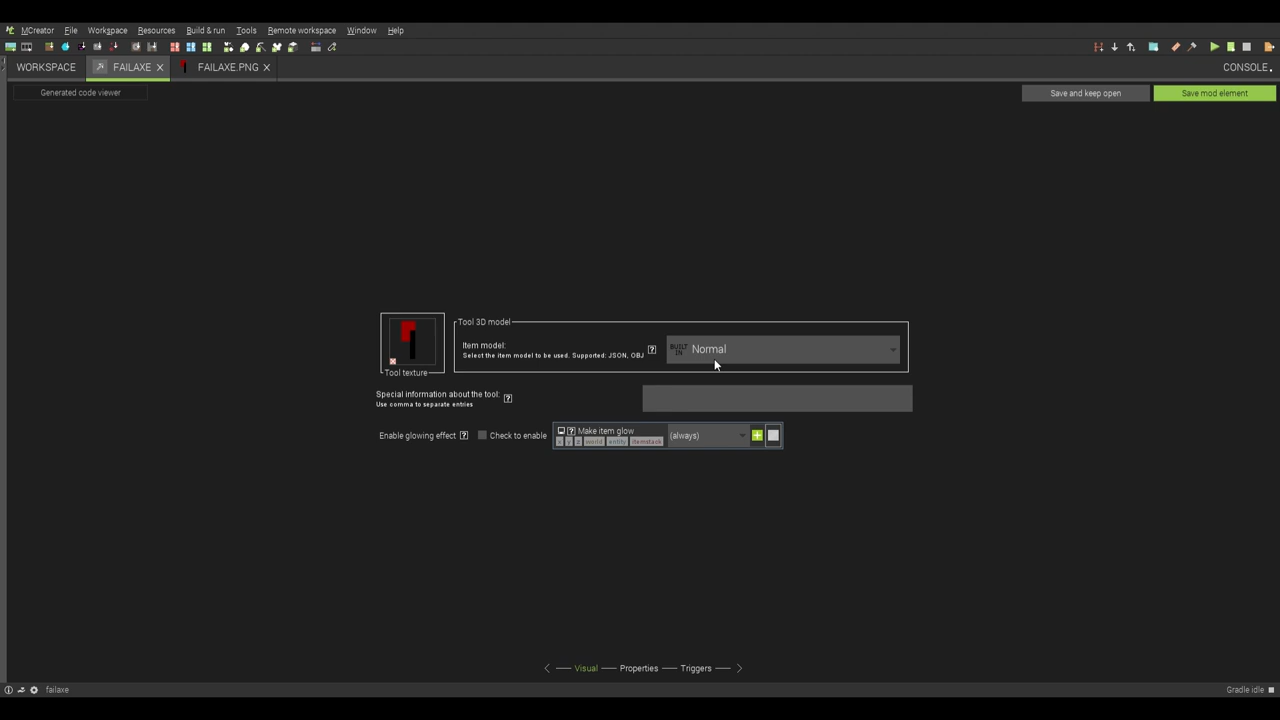 MCreator File Workspace Resources Build & run Tools Remote workspace Window Help
WORKSPACE FAILAXE FAILAXE.PNG CONSOLE
Generated code viewer Save and keep open Save mod element
Tool 3D model
Item model:
Select the item model to be used. Supported: JSON, OBJ
BUILT IN Normal
Tool texture
Special information about the tool:
Use comma to separate entries
Enable glowing effect Check to enable Make item glow (always)
x y z world entity itemstack
Visual Properties Triggers
failaxe Gradle idle